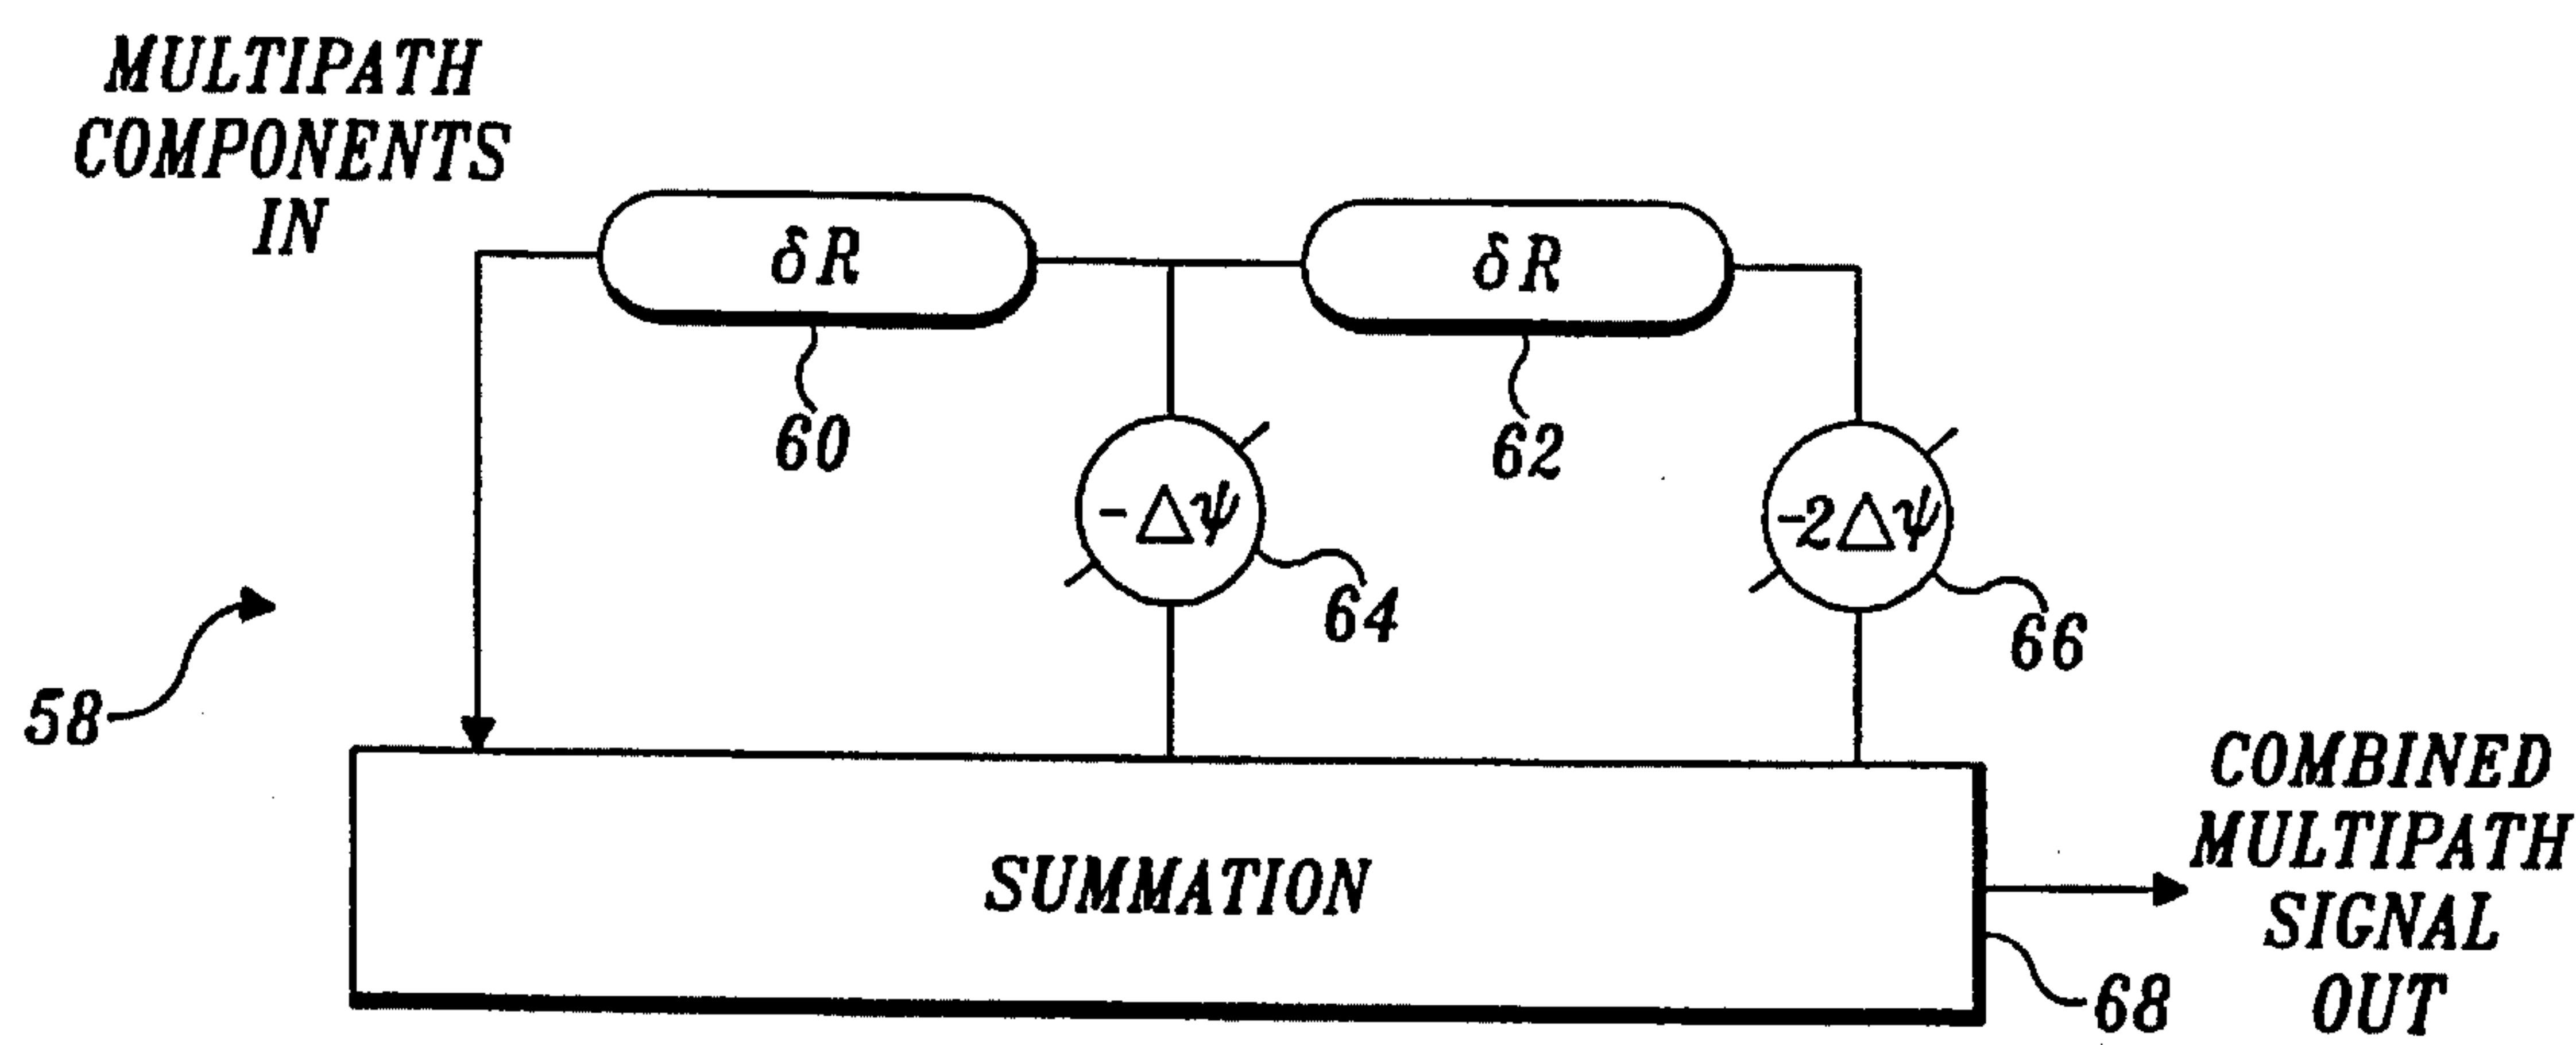 MULTIPATH
COMPONENTS
IN
δR
δR
60
62
-Δψ
-2Δψ
64
66
58
SUMMATION
68
COMBINED
MULTIPATH
SIGNAL
OUT